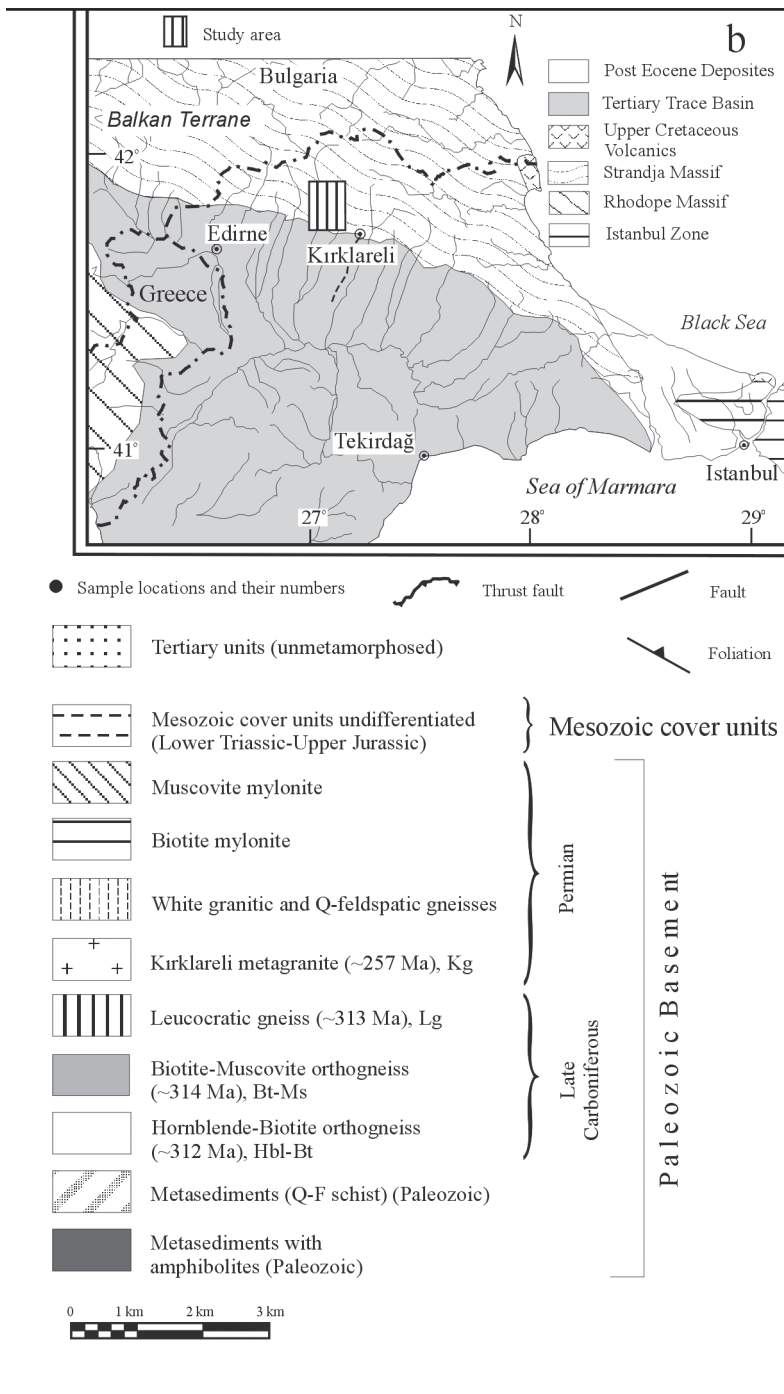 Study area
N
b
Bulgaria
Post Eocene Deposites
Tertiary Trace Basin
Balkan Terrane
Upper Cretaceous
Volcanics
42°
Strandja Massif
Rhodope Massif
Istanbul Zone
Edirne
Kırklareli
Greece
Black Sea
41°
Tekirdağ
Istanbul
Sea of Marmara
27°
28°
29°
Sample locations and their numbers
Thrust fault
Fault
Tertiary units (unmetamorphosed)
Foliation
Mesozoic cover units undifferentiated
(Lower Triassic-Upper Jurassic)
Mesozoic cover units
Muscovite mylonite
Biotite mylonite
White granitic and Q-feldspatic gneisses
Kırklareli metagranite (~257 Ma), Kg
Permian
Leucocratic gneiss (~313 Ma), Lg
Biotite-Muscovite orthogneiss
(~314 Ma), Bt-Ms
Hornblende-Biotite orthogneiss
(~312 Ma), Hbl-Bt
Late
Carboniferous
Metasediments (Q-F schist) (Paleozoic)
Metasediments with
amphibolites (Paleozoic)
Paleozoic Basement
0 1 km 2 km 3 km